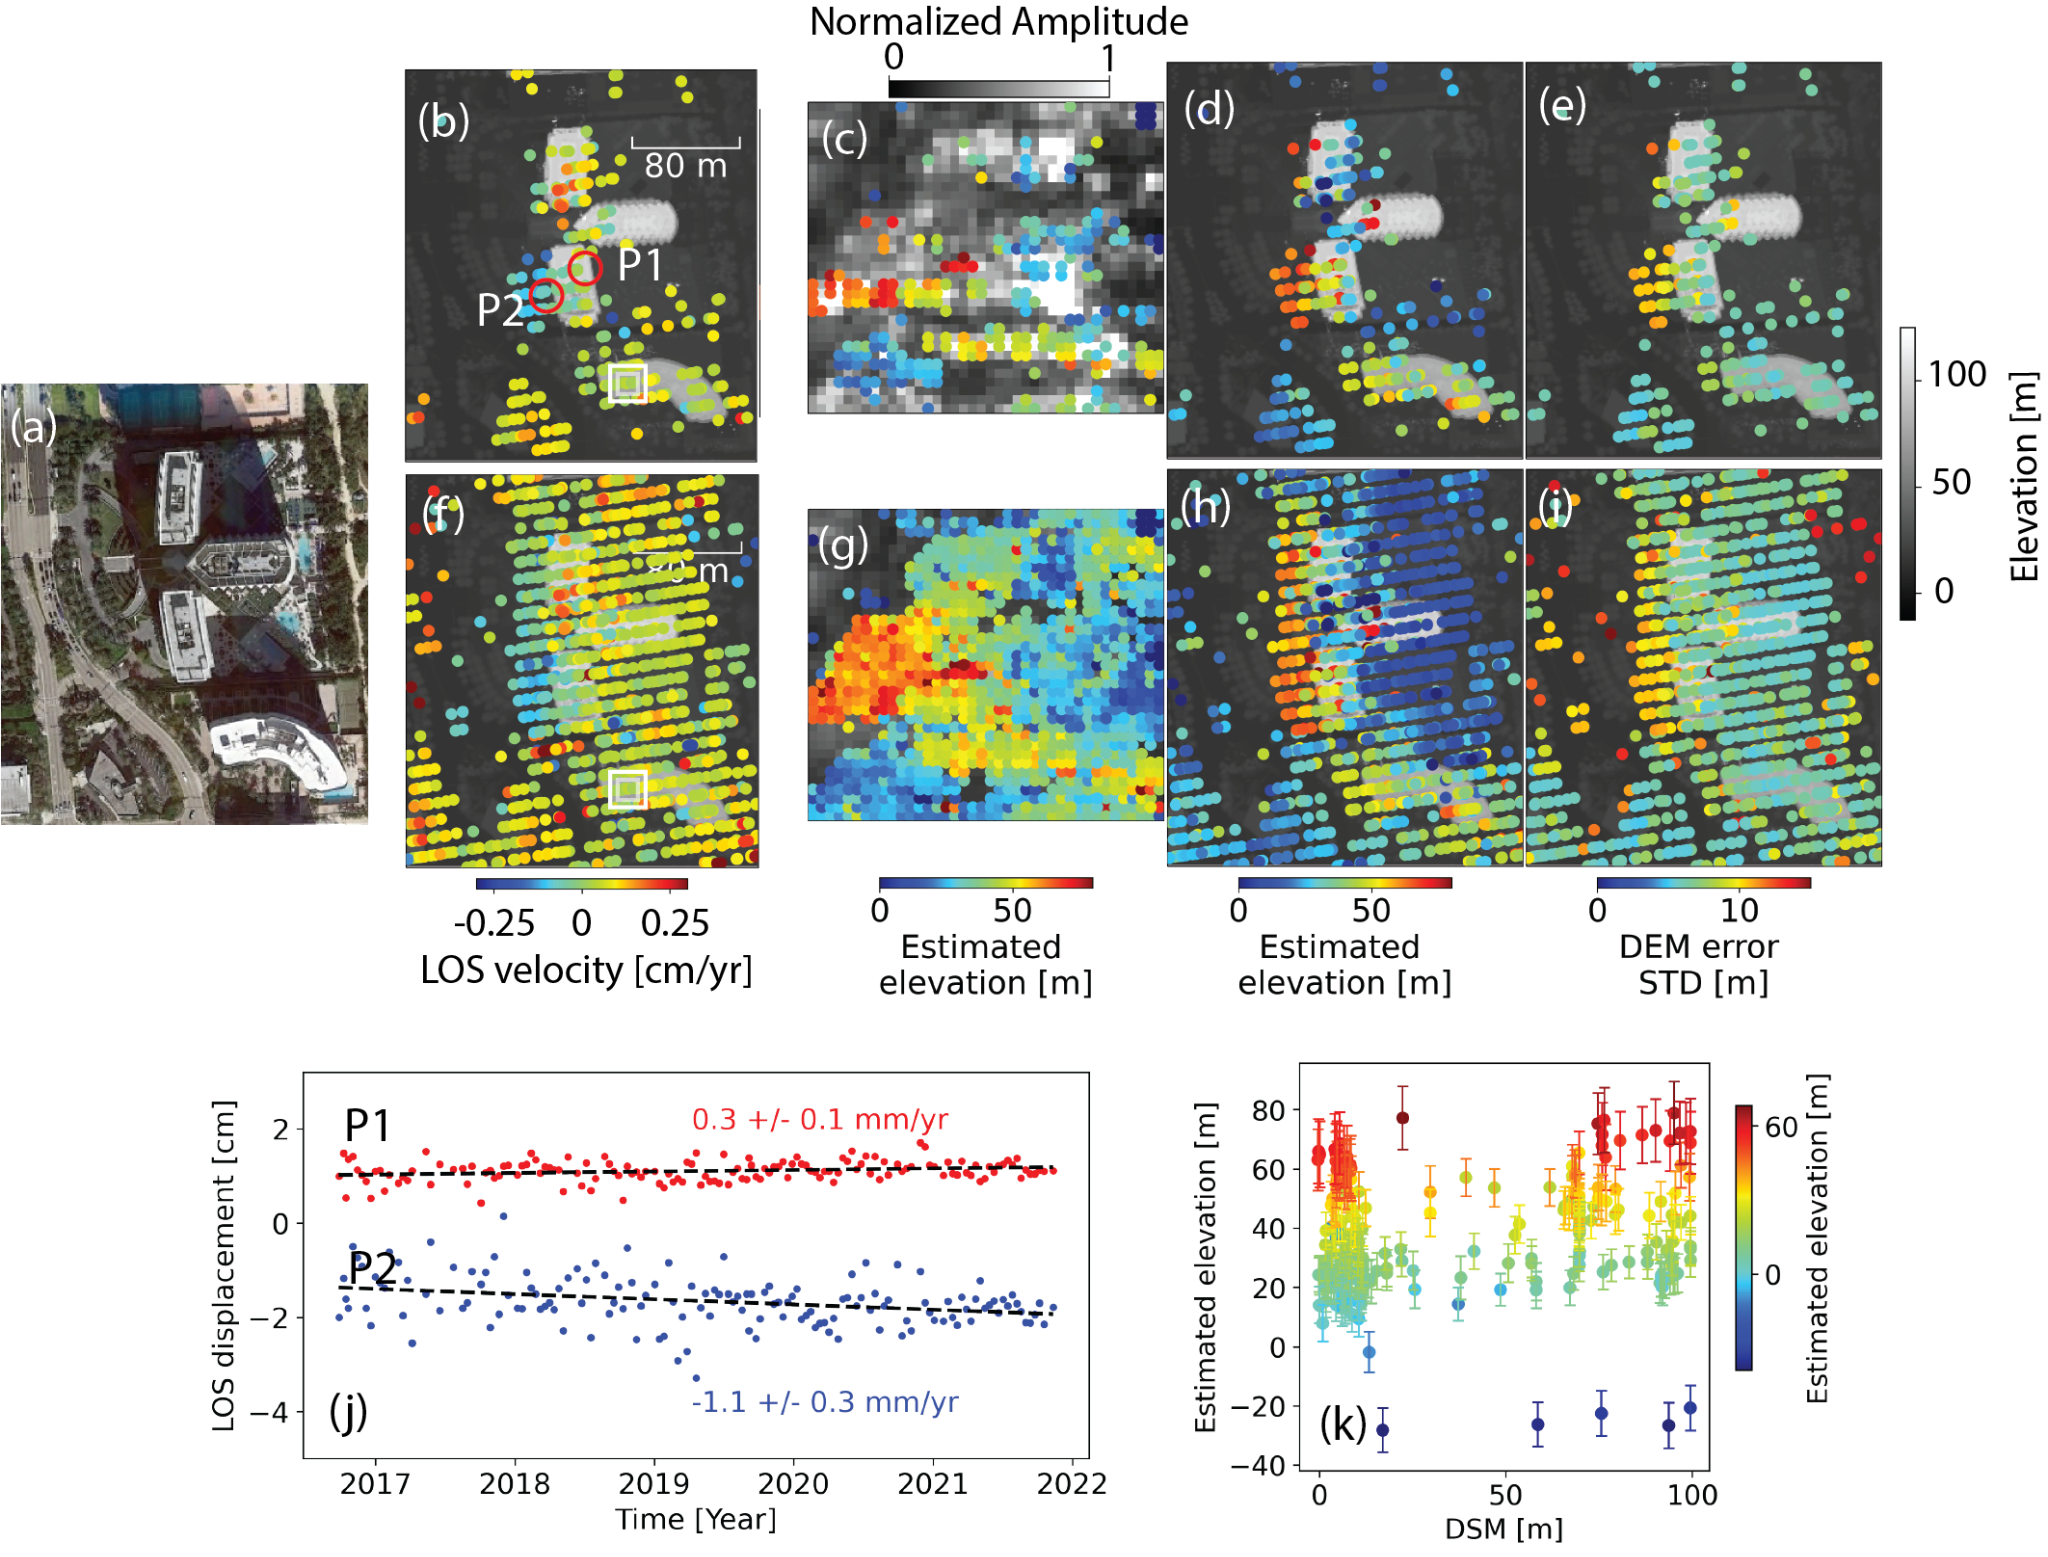 Normalized Amplitude
0 1
(a)
(b)
80 m
P1
P2
(c)
(d)
(e)
100
50
0
Elevation [m]
(f)
m
(g)
(h)
(i)
-0.25 0 0.25
LOS velocity [cm/yr]
0 50
Estimated
elevation [m]
0 50
Estimated
elevation [m]
0 10
DEM error
STD [m]
P1
0.3 +/- 0.1 mm/yr
P2
-1.1 +/- 0.3 mm/yr
(j)
2
0
−2
−4
LOS displacement [cm]
2017 2018 2019 2020 2021 2022
Time [Year]
80
60
40
20
0
−20
−40
Estimated elevation [m]
(k)
0 50 100
DSM [m]
60
0
Estimated elevation [m]